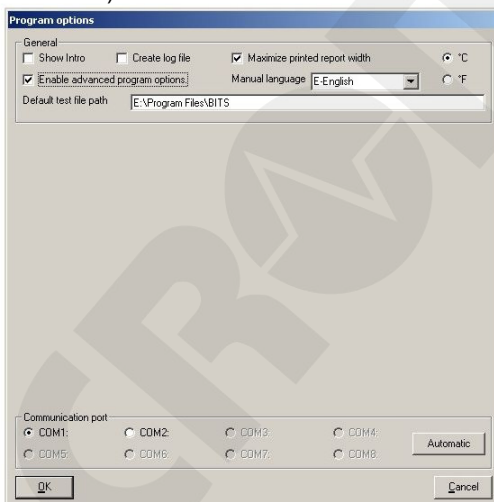 Program options
General
Show Intro Create log file Maximize printed report width °C
Enable advanced program options. Manual language E-English °F
Default test file path E:\Program Files\BITS
Communication port
COM1: COM2: COM3: COM4:
COM5: COM6: COM7: COM8: Automatic
OK Cancel